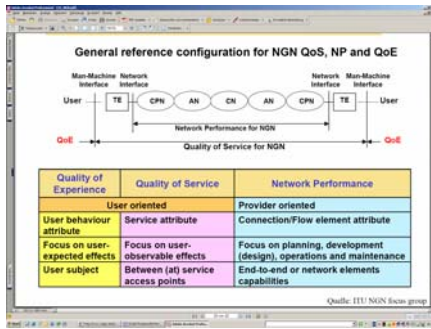 General reference configuration for NGN QoS, NP and QoE
Man-Machine Interface
Network Interface
Network Interface
Man-Machine Interface
User
TE
CPN
AN
CN
AN
CPN
TE
User
Network Performance for NGN
QoE
QoE
Quality of Service for NGN
Quality of Experience
Quality of Service
Network Performance
User oriented
Provider oriented
User behaviour attribute
Service attribute
Connection/Flow element attribute
Focus on user-expected effects
Focus on user-observable effects
Focus on planning, development (design), operations and maintenance
User subject
Between (at) service access points
End-to-end or network elements capabilities
Quelle: ITU NGN focus group